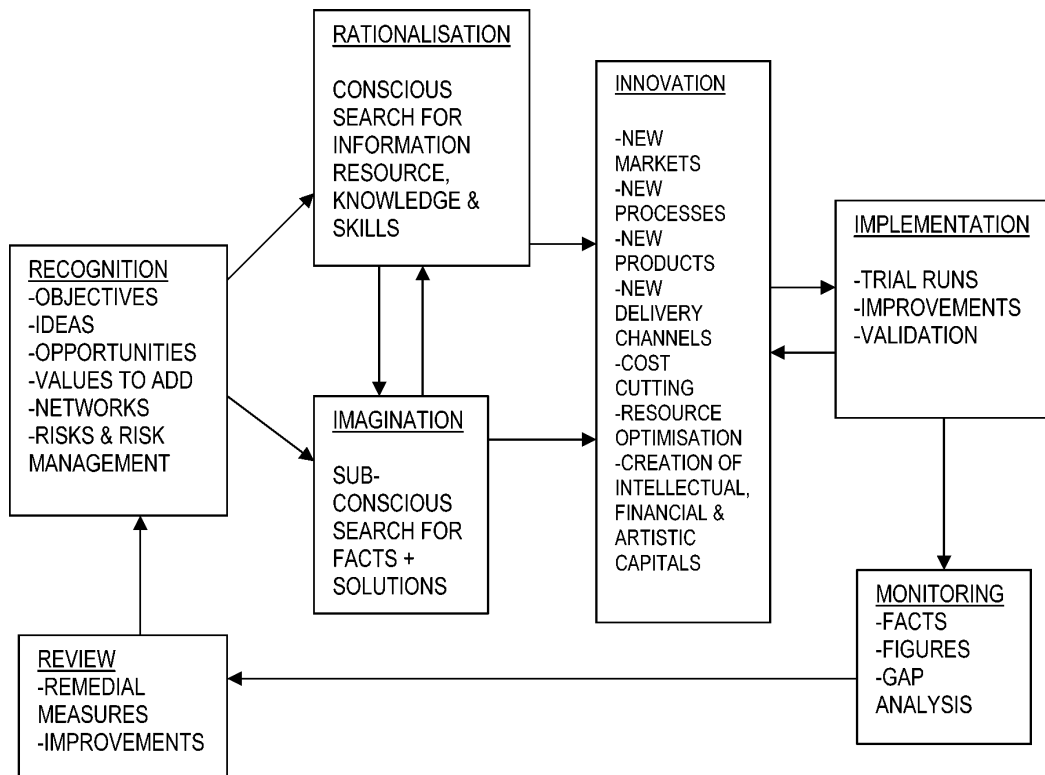 RATIONALISATION
CONSCIOUS
SEARCH FOR
INFORMATION
RESOURCE,
KNOWLEDGE &
SKILLS
RECOGNITION
-OBJECTIVES
-IDEAS
-OPPORTUNITIES
-VALUES TO ADD
-NETWORKS
-RISKS & RISK
MANAGEMENT
IMAGINATION
SUB-
CONSCIOUS
SEARCH FOR
FACTS +
SOLUTIONS
INNOVATION
-NEW
MARKETS
-NEW
PROCESSES
-NEW
PRODUCTS
-NEW
DELIVERY
CHANNELS
-COST
CUTTING
-RESOURCE
OPTIMISATION
-CREATION OF
INTELLECTUAL,
FINANCIAL &
ARTISTIC
CAPITALS
IMPLEMENTATION
-TRIAL RUNS
-IMPROVEMENTS
-VALIDATION
MONITORING
-FACTS
-FIGURES
-GAP
ANALYSIS
REVIEW
-REMEDIAL
MEASURES
-IMPROVEMENTS